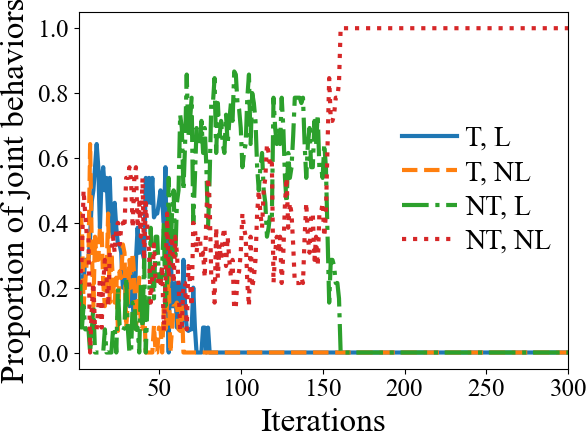 Proportion of joint behaviors
1.0
0.8
0.6
0.4
0.2
0.0
T, L
T, NL
NT, L
NT, NL
50 100 150 200 250 300
Iterations